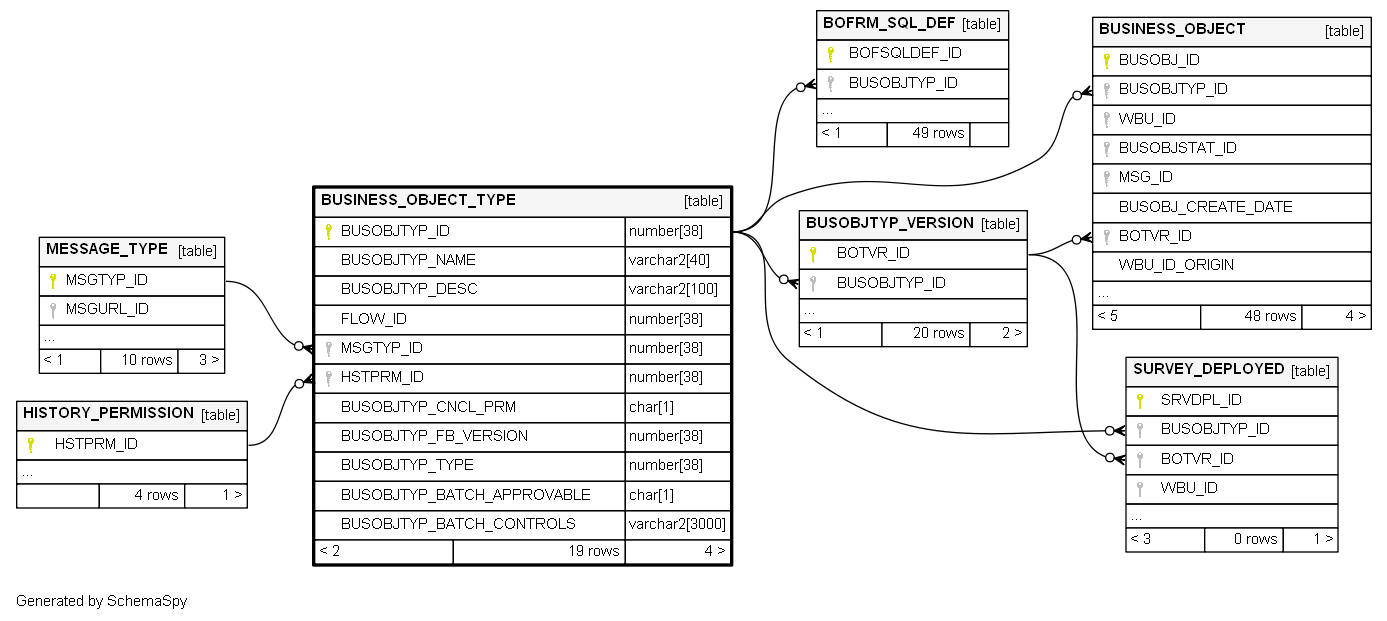 BOFRM_SQL_DEF [table]
BOFSQLDEF_ID
BUSOBJTYP_ID
...
< 1 49 rows
BUSINESS_OBJECT [table]
BUSOBJ_ID
BUSOBJTYP_ID
WBU_ID
BUSOBJSTAT_ID
MSG_ID
BUSOBJ_CREATE_DATE
BOTVR_ID
WBU_ID_ORIGIN
...
< 5 48 rows 4 >
BUSINESS_OBJECT_TYPE [table]
BUSOBJTYP_ID number[38]
BUSOBJTYP_NAME varchar2[40]
BUSOBJTYP_DESC varchar2[100]
FLOW_ID number[38]
MSGTYP_ID number[38]
HSTPRM_ID number[38]
BUSOBJTYP_CNCL_PRM char[1]
BUSOBJTYP_FB_VERSION number[38]
BUSOBJTYP_TYPE number[38]
BUSOBJTYP_BATCH_APPROVABLE char[1]
BUSOBJTYP_BATCH_CONTROLS varchar2[3000]
< 2 19 rows 4 >
BUSOBJTYP_VERSION [table]
BOTVR_ID
BUSOBJTYP_ID
...
< 1 20 rows 2 >
MESSAGE_TYPE [table]
MSGTYP_ID
MSGURL_ID
...
< 1 10 rows 3 >
HISTORY_PERMISSION [table]
HSTPRM_ID
...
4 rows 1 >
SURVEY_DEPLOYED [table]
SRVDPL_ID
BUSOBJTYP_ID
BOTVR_ID
WBU_ID
...
< 3 0 rows 1 >
Generated by SchemaSpy